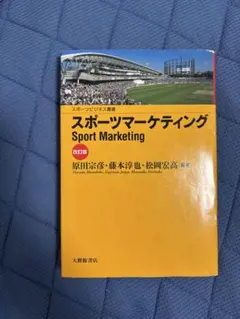 スポーツビジネス叢書
スポーツマーケティング
Sport Marketing
改訂版
原田宗彦・藤本淳也・松岡宏高 編著
大修館書店